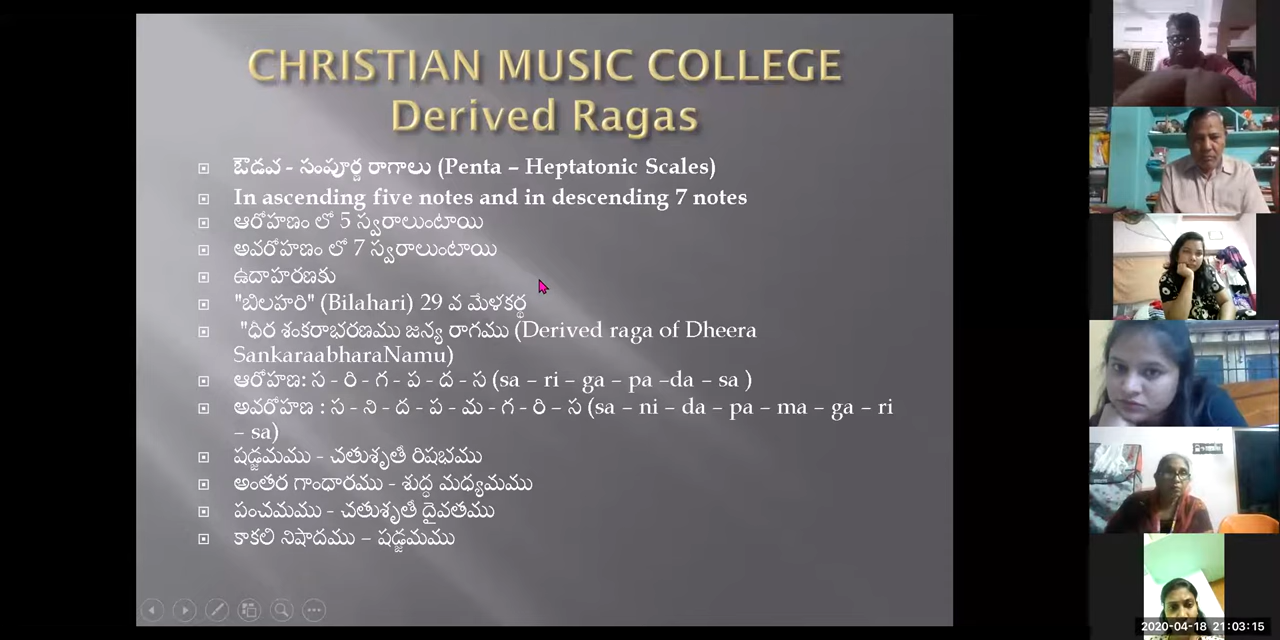 CHRISTIAN MUSIC COLLEGE
Derived Ragas
ఔడవ - సంపూర్ణ రాగాలు (Penta – Heptatonic Scales)
In ascending five notes and in descending 7 notes
ఆరోహణం లో 5 స్వరాలుంటాయి
అవరోహణం లో 7 స్వరాలుంటాయి
ఉదాహరణకు
"బిలహరి" (Bilahari) 29 వ మేళకర్థ
"ధిర శంకరాభరణము జన్య రాగము (Derived raga of Dheera
SankaraabharaNamu)
ఆరోహణ: స - రి – గ - ప - ద - స (sa – ri – ga – pa –da – sa )
అవరోహణ : స - ని – ద - ప - మ - గ - రి – స (sa – ni – da – pa – ma – ga – ri
– sa)
షడ్జమము - చతుశృతీ రిషభము
అంతర గాంధారము - శుద్ధ మధ్యమము
పంచమము - చతుశృతీ దైవతము
కాకలి నిషాదము – షడ్జమము
2020-04-18 21:03:15